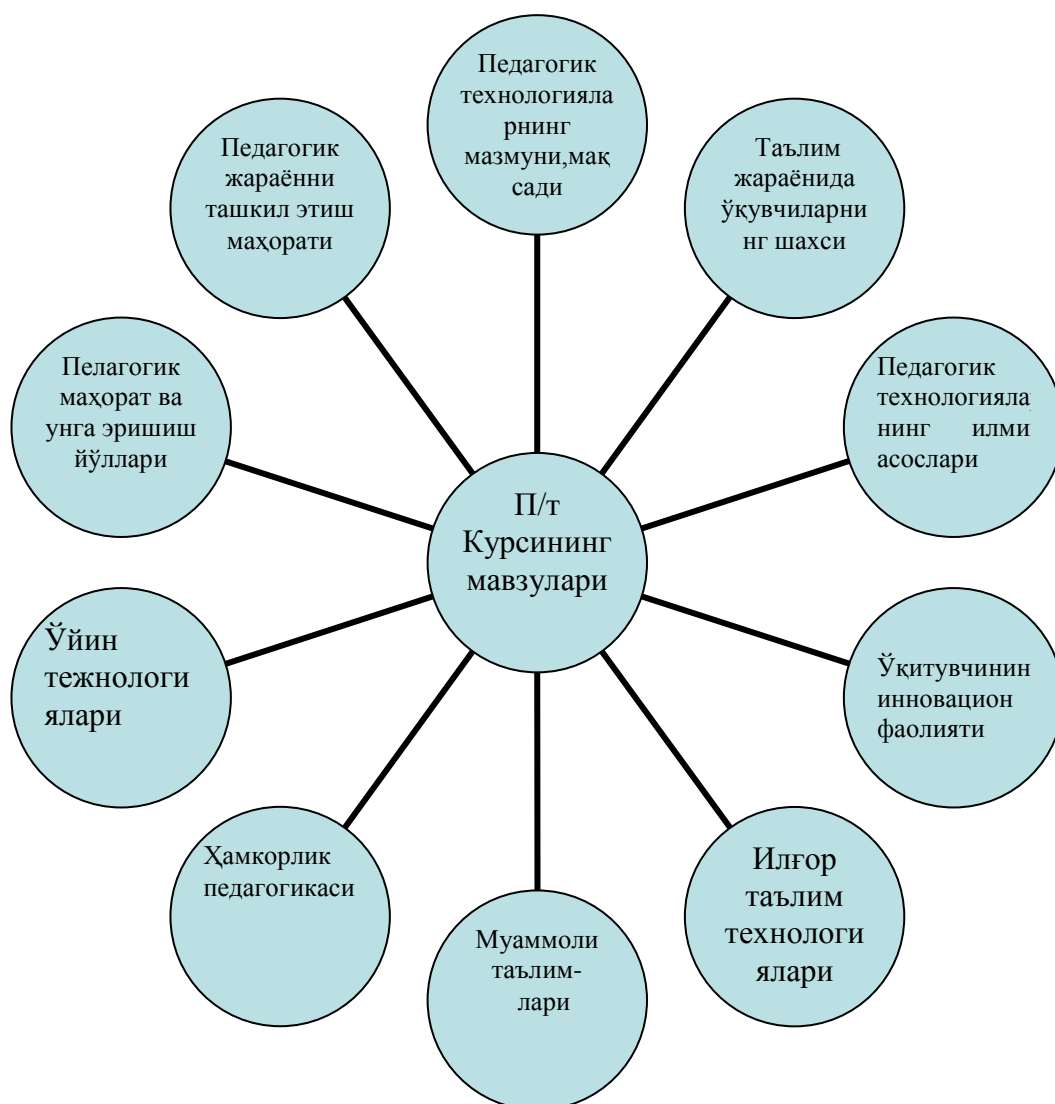 Педагогик
технологияла
рнинг
мазмуни,мақ
сади
Таълим
жараёнида
ўқувчиларни
нг шахси
Педагогик
технологияла
нинг илми
асослари
Ўқитувчинин
инновацион
фаолияти
Илғор
таълим
технологи
ялари
Муаммоли
таълим-
лари
Ҳамкорлик
педагогикаси
Ўйин
тежнологи
ялари
Пелагогик
маҳорат ва
унга эришиш
йўллари
Педагогик
жараённи
ташкил этиш
маҳорати
П/т
Курсининг
мавзулари